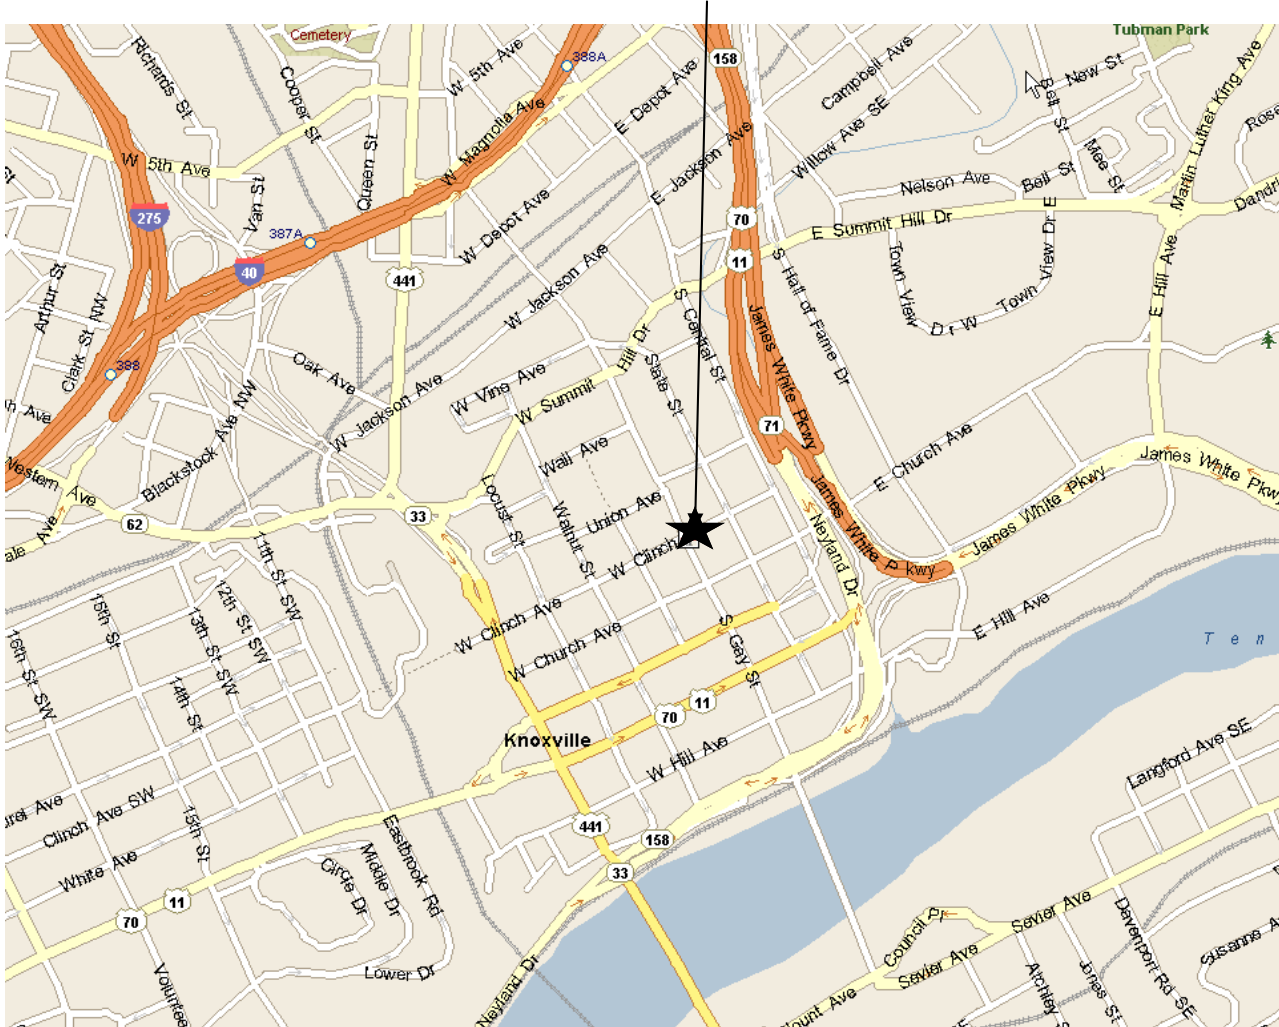 Cemetery
Tubman Park
Richards St
Cooper St
W 5th Ave
388A
158
Campbell Ave
New St
Bell St
Martin Luther King Ave
E Depot Ave
Willow Ave SE
Rose
W 5th Ave
W Magnolia Ave
E Jackson Ave
Mee St
Queen St
Van St
Nelson Ave
Bell St
Dandri
275
70
E Summit Hill Dr
387A
W Depot Ave
11
S Hall of Fame Dr
Town View Dr W
Town View Dr E
E Hill Ave
40
441
Arthur St
Clark St NW
W Jackson Ave
S Central St
James White Pkwy
388
Oak Ave
Hill Dr
State St
W Vine Ave
W Summit
W Jackson Ave
71
Blackstock Ave NW
Wall Ave
E Church Ave
James White Pkwy
Western Ave
62
33
Locust St
Walnut St
Union Ave
James White Pkwy
James White Pkwy
Neyland Dr
W Clinch
11th St SW
12th St SW
13th St SW
15th St
16th St SW
14th St
W Clinch Ave
W Church Ave
S Gay St
E Hill Ave
Ten
11
70
Knoxville
W Hill Ave
Langford Ave SE
Clinch Ave SW
15th St
441
158
Eastbrook Rd
Middle Dr
Circle Dr
White Ave
33
11
70
Council Pl
Sevier Ave
Davenport Rd SE
Susanne A
Sevier Ave
Lower Dr
Neyland Dr
Atchley
Jones St
Voluntee
ount Ave